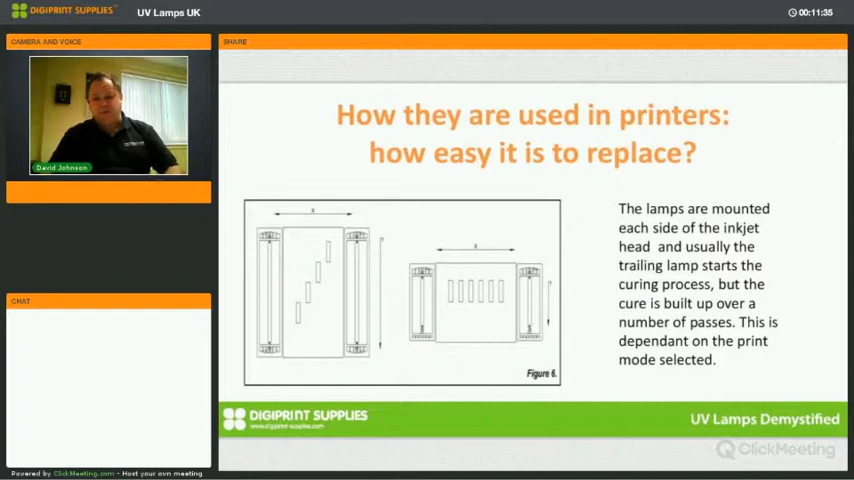 DIGIPRINT SUPPLIES™
UV Lamps UK
00:11:35
CAMERA AND VOICE
SHARE
David Johnson
How they are used in printers:
how easy it is to replace?
X
X
The lamps are mounted
each side of the inkjet
head and usually the
trailing lamp starts the
curing process, but the
cure is built up over a
number of passes. This is
dependant on the print
mode selected.
Figure 6.
CHAT
DIGIPRINT SUPPLIES
www.digiprint-supplies.com
UV Lamps Demystified
ClickMeeting
Powered by ClickMeeting.com - Host your own meeting